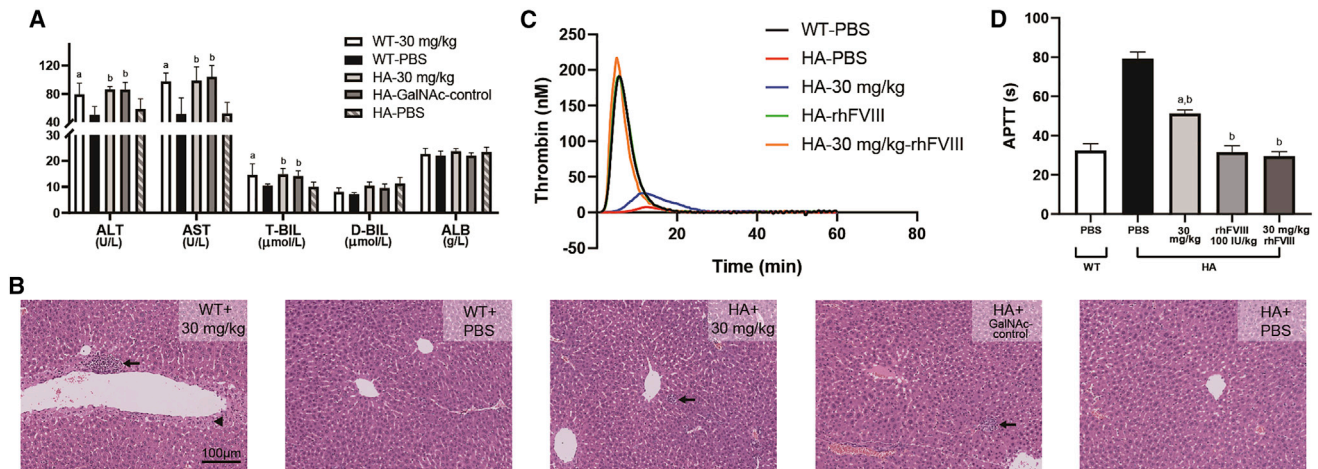 A
120
80
40
30
20
10
0
a
b
b
b
b
a
b
b
ALT
(U/L)
AST
(U/L)
T-BIL
(μmol/L)
D-BIL
(μmol/L)
ALB
(g/L)
WT-30 mg/kg
WT-PBS
HA-30 mg/kg
HA-GalNAc-control
HA-PBS
C
Thrombin (nM)
250
200
150
100
50
0
-50
20
40
60
Time (min)
WT-PBS
HA-PBS
HA-30 mg/kg
HA-rhFVIII
HA-30 mg/kg-rhFVIII
D
APTT (s)
100
80
60
40
20
0
a,b
b
b
PBS
PBS
30
mg/kg
rhFVIII
100 IU/kg
30 mg/kg
rhFVIII
WT
HA
B
WT+
30 mg/kg
100μm
WT+
PBS
HA+
30 mg/kg
HA+
GalNAc-
control
HA+
PBS